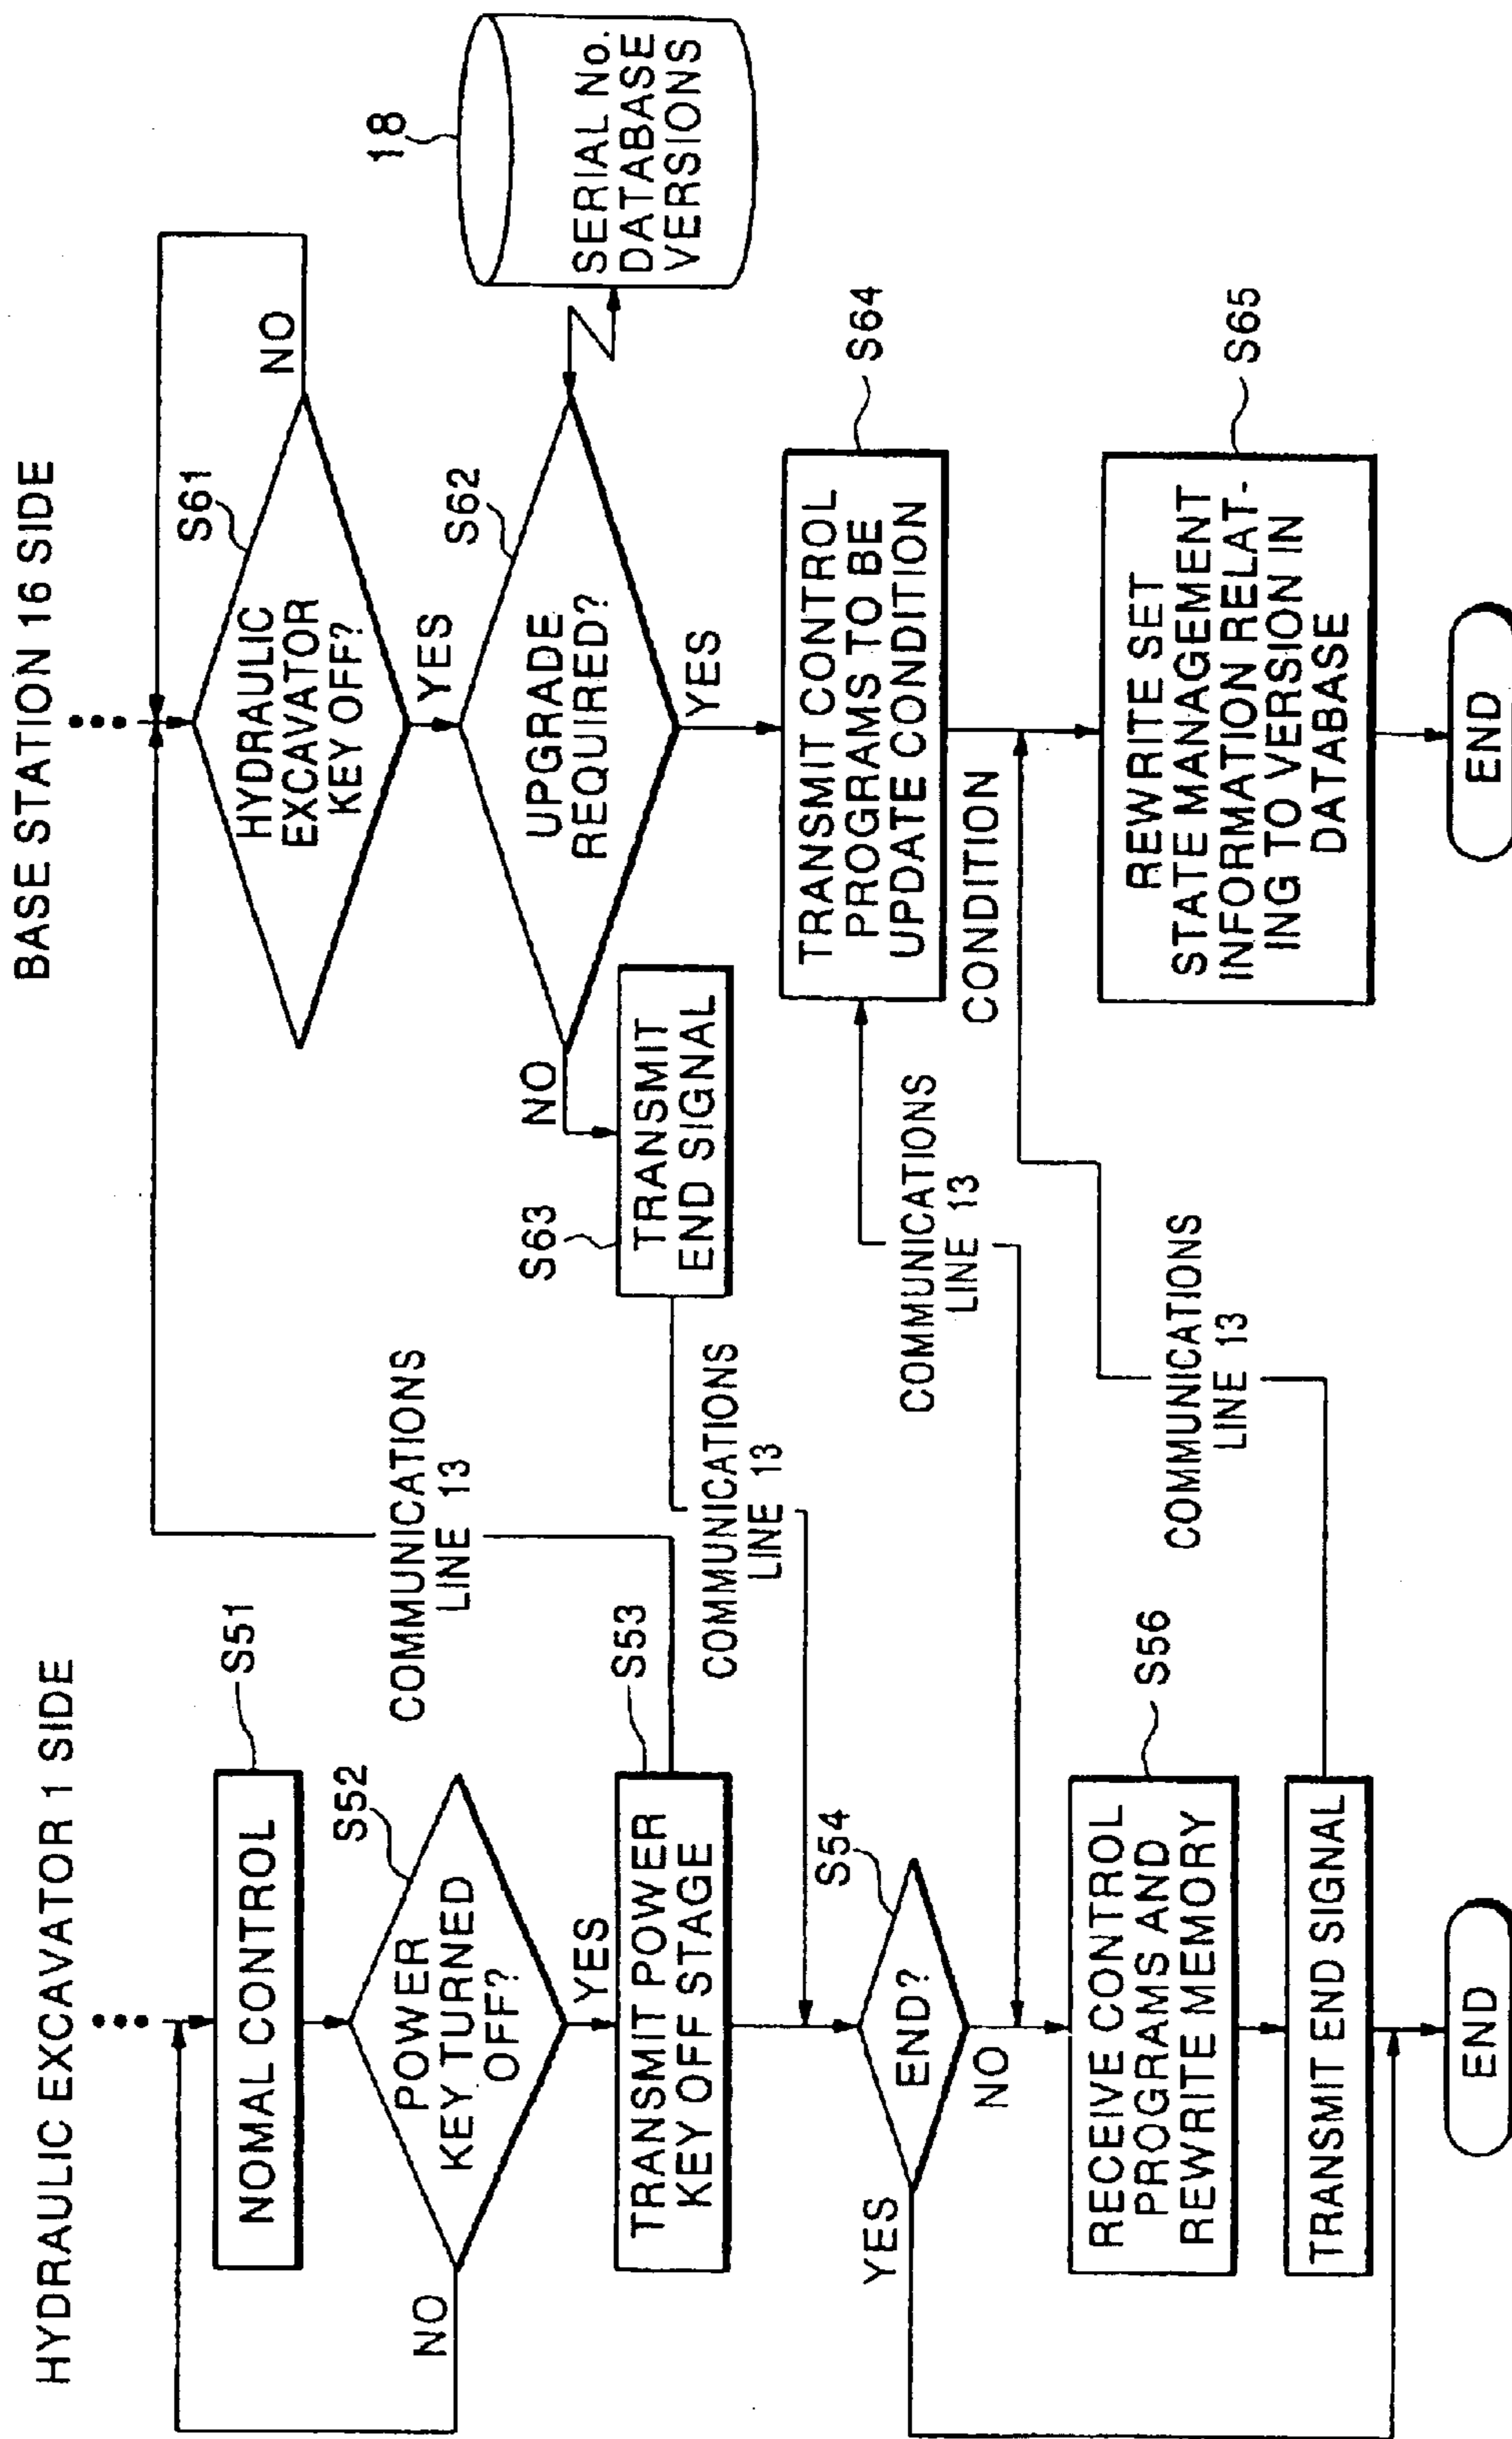 HYDRAULIC EXCAVATOR 1 SIDE
NOMAL CONTROL
S51
POWER
KEY TURNED
OFF?
S52
NO
YES
TRANSMIT POWER
KEY OFF STAGE
S53
COMMUNICATIONS
LINE 13
COMMUNICATIONS
LINE 13
END?
S54
YES
NO
RECEIVE CONTROL
PROGRAMS AND
REWRITE MEMORY
S56
COMMUNICATIONS
LINE 13
TRANSMIT END SIGNAL
COMMUNICATIONS
LINE 13
END
BASE STATION 16 SIDE
HYDRAULIC
EXCAVATOR
KEY OFF?
S61
NO
YES
UPGRADE
REQUIRED?
S62
18
SERIAL No.
DATABASE
VERSIONS
NO
YES
TRANSMIT
END SIGNAL
S63
TRANSMIT CONTROL
PROGRAMS TO BE
UPDATE CONDITION
S64
CONDITION
REWRITE SET
STATE MANAGEMENT
INFORMATION RELAT-
ING TO VERSION IN
DATABASE
S65
END